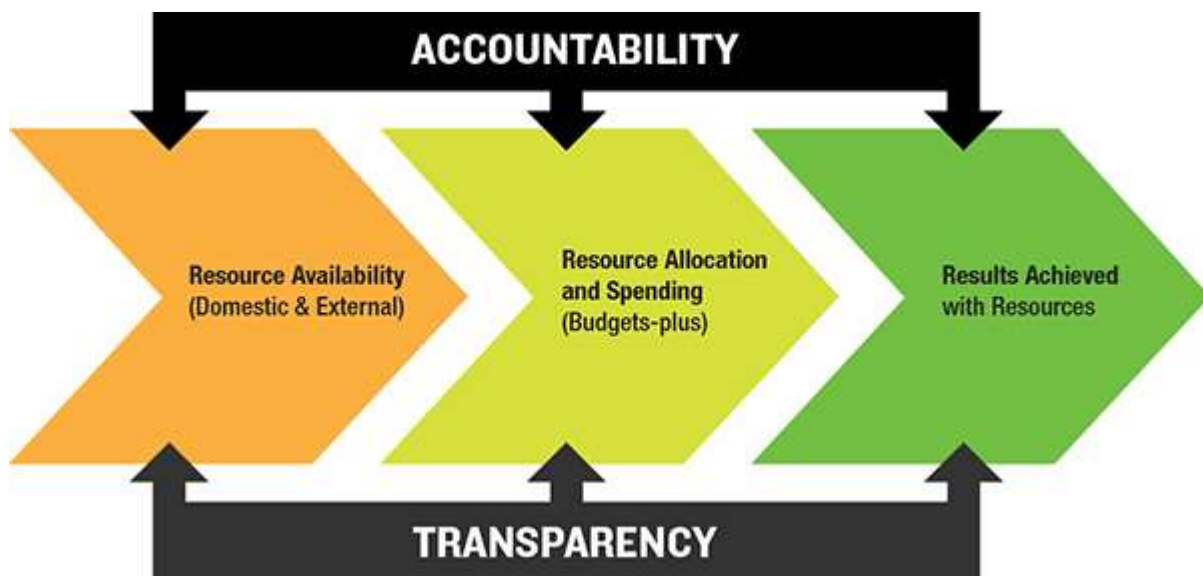 ACCOUNTABILITY
Resource Availability
(Domestic & External)
Resource Allocation
and Spending
(Budgets-plus)
Results Achieved
with Resources
TRANSPARENCY